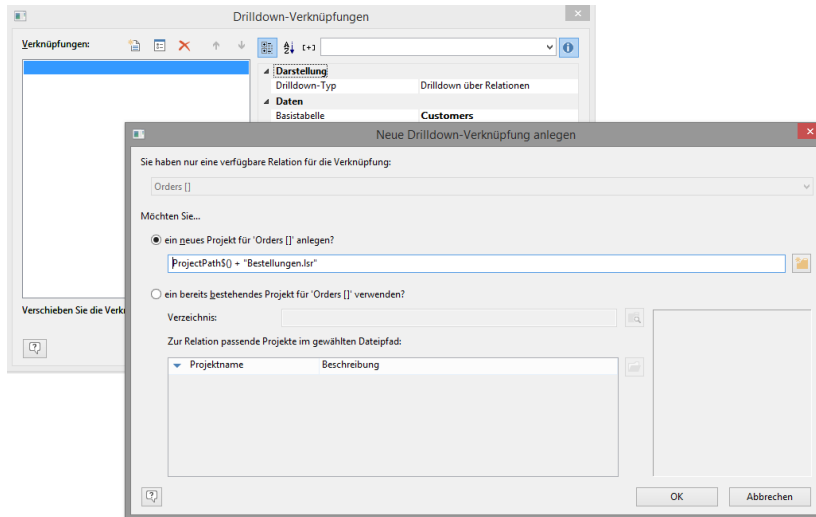 Drilldown-Verknüpfungen
Verknüpfungen:
Darstellung
Drilldown-Typ Drilldown über Relationen
Daten
Basistabelle Customers
Neue Drilldown-Verknüpfung anlegen
Sie haben nur eine verfügbare Relation für die Verknüpfung:
Orders []
Möchten Sie...
ein neues Projekt für 'Orders []' anlegen?
ProjectPath$() + "Bestellungen.lsr"
ein bereits bestehendes Projekt für 'Orders []' verwenden?
Verschieben Sie die Verkn
Verzeichnis:
Zur Relation passende Projekte im gewählten Dateipfad:
Projektname Beschreibung
OK Abbrechen